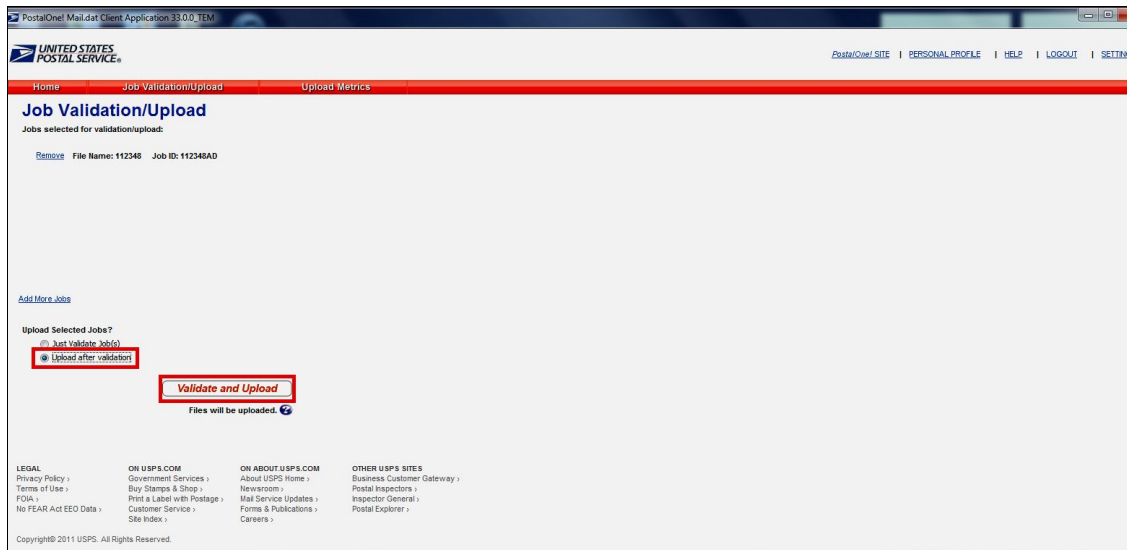 PostalOne! Mail.dat Client Application 33.0.0_TEM
UNITED STATES
POSTAL SERVICE®
PostalOne! SITE | PERSONAL PROFILE | HELP | LOGOUT | SETTIN
Home Job Validation/Upload Upload Metrics
Job Validation/Upload
Jobs selected for validation/upload:
Remove File Name: 112348 Job ID: 112348AD
Add More Jobs
Upload Selected Jobs?
Just Validate Job(s)
Upload after validation
Validate and Upload
Files will be uploaded.
LEGAL
Privacy Policy ›
Terms of Use ›
FOIA ›
No FEAR Act EEO Data ›
ON USPS.COM
Government Services ›
Buy Stamps & Shop ›
Print a Label with Postage ›
Customer Service ›
Site Index ›
ON ABOUT.USPS.COM
About USPS Home ›
Newsroom ›
Mail Service Updates ›
Forms & Publications ›
Careers ›
OTHER USPS SITES
Business Customer Gateway ›
Postal Inspectors ›
Inspector General ›
Postal Explorer ›
Copyright© 2011 USPS. All Rights Reserved.